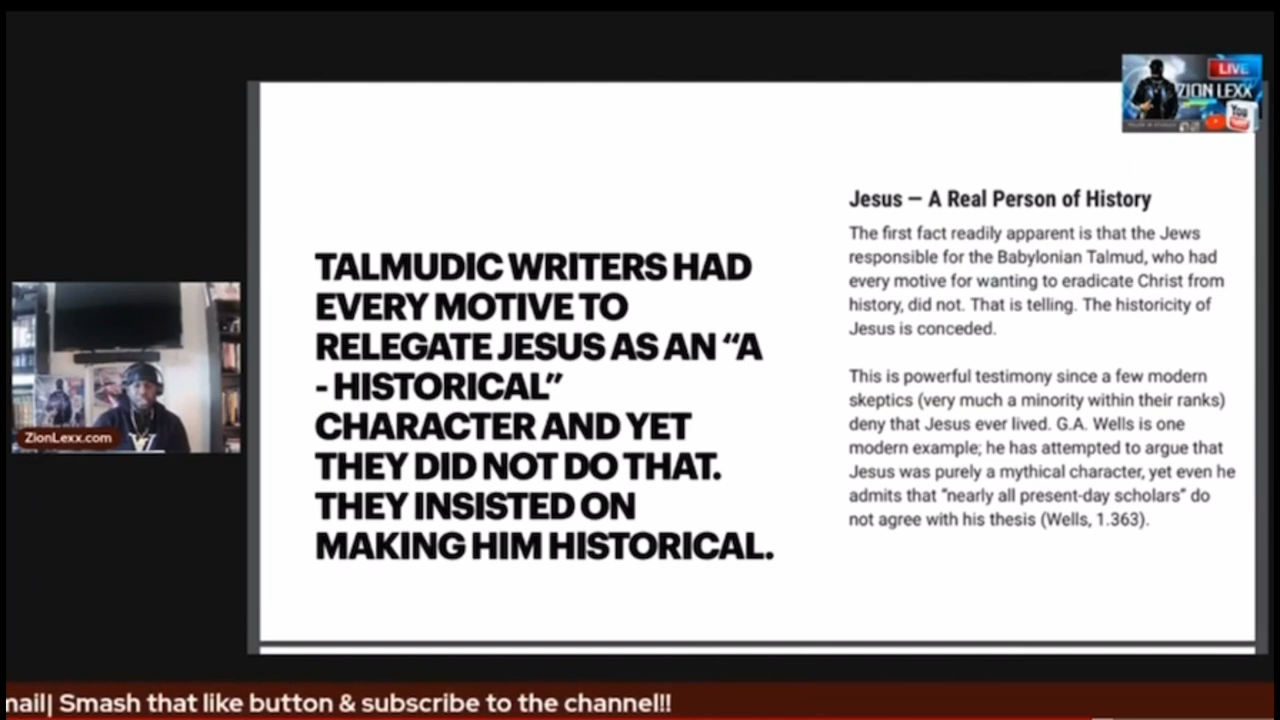 LIVE
ZION LEXX
You
Jesus — A Real Person of History
The first fact readily apparent is that the Jews
responsible for the Babylonian Talmud, who had
every motive for wanting to eradicate Christ from
history, did not. That is telling. The historicity of
Jesus is conceded.
This is powerful testimony since a few modern
skeptics (very much a minority within their ranks)
deny that Jesus ever lived. G.A. Wells is one
modern example; he has attempted to argue that
Jesus was purely a mythical character, yet even he
admits that “nearly all present-day scholars” do
not agree with his thesis (Wells, 1.363).
TALMUDIC WRITERS HAD
EVERY MOTIVE TO
RELEGATE JESUS AS AN “A
- HISTORICAL”
CHARACTER AND YET
THEY DID NOT DO THAT.
THEY INSISTED ON
MAKING HIM HISTORICAL.
ZionLexx.com
nail| Smash that like button & subscribe to the channel!!